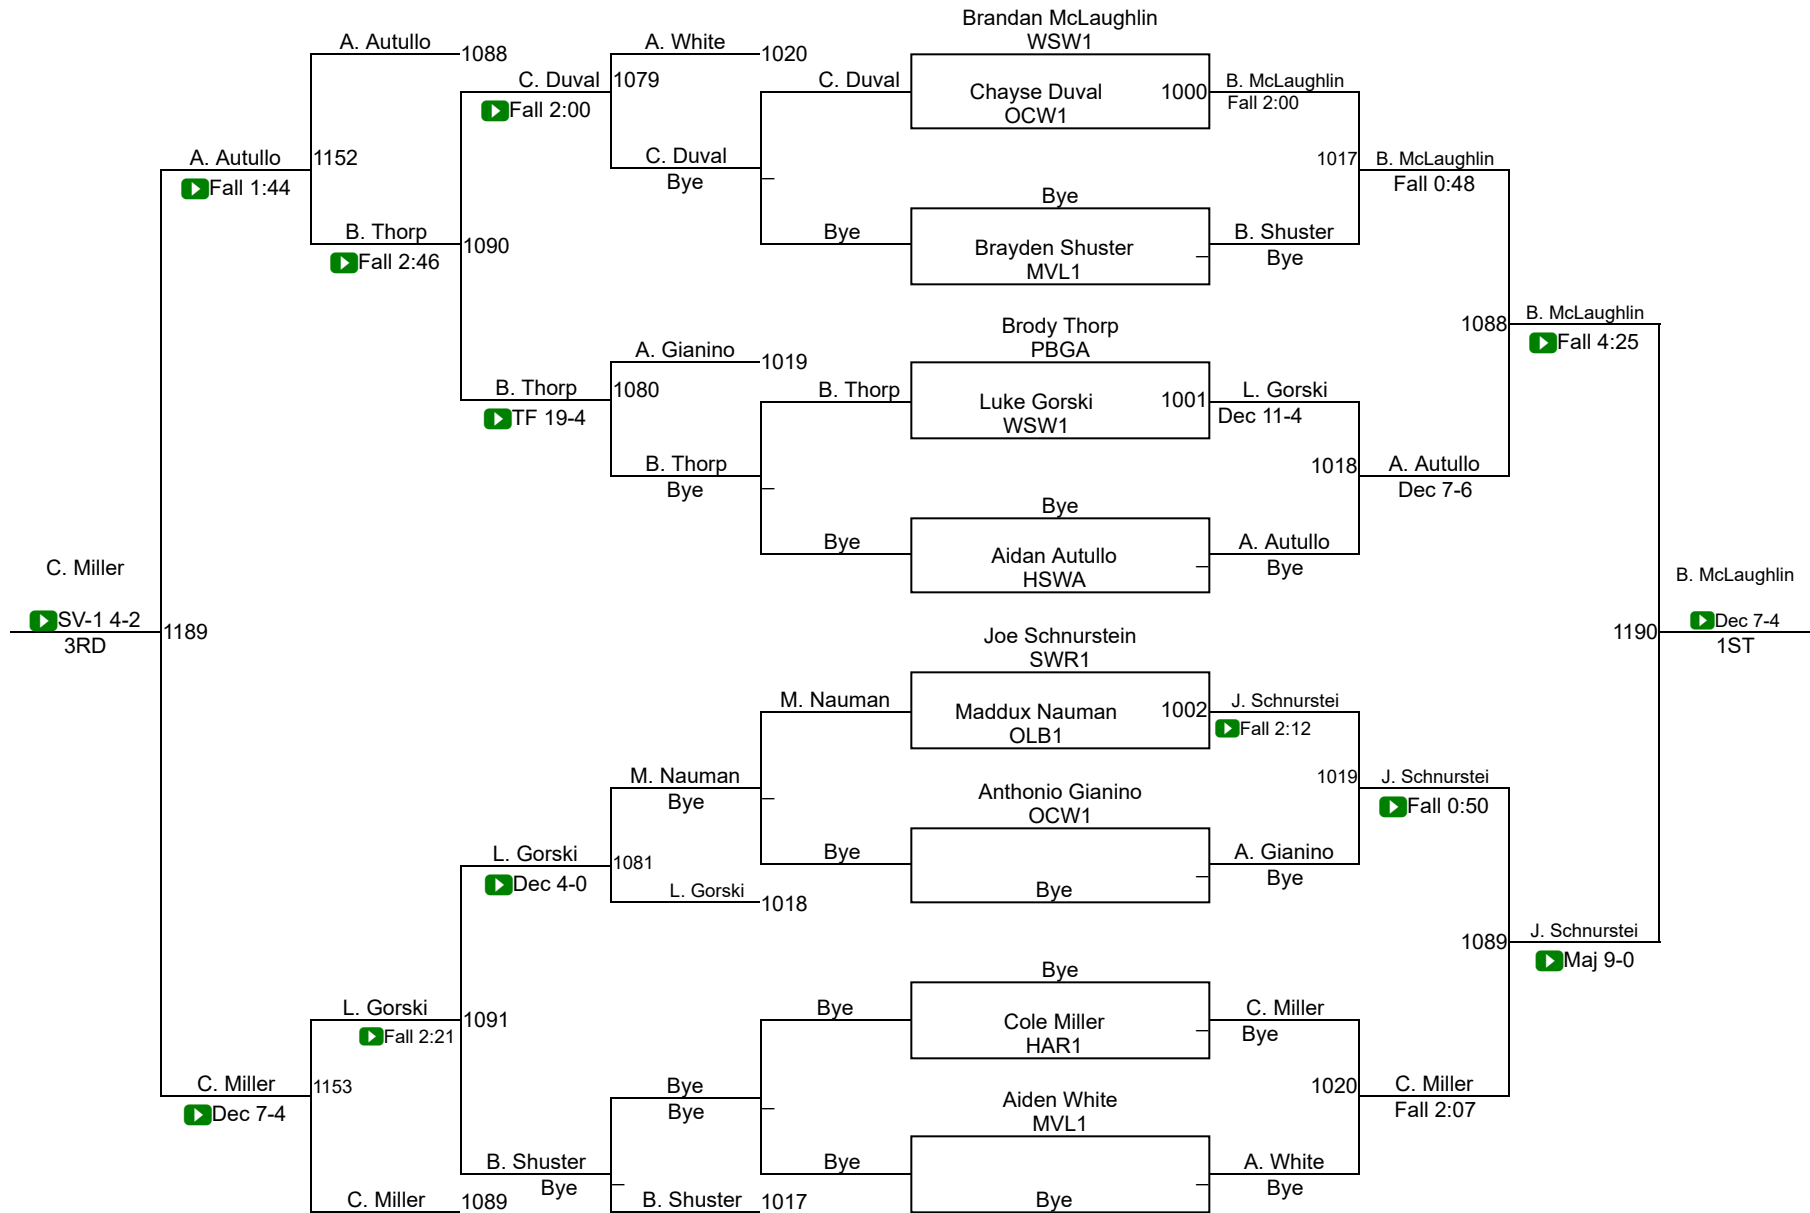 Brandan McLaughlin
WSW1
A. Autullo
1088
A. White
1020
C. Duval
1079
C. Duval
Chayse Duval
1000
B. McLaughlin
Fall 2:00
OCW1
Fall 2:00
A. Autullo
1152
C. Duval
1017
B. McLaughlin
Fall 1:44
Bye
Fall 0:48
Bye
B. Thorp
1090
Bye
Brayden Shuster
B. Shuster
Fall 2:46
MVL1
Bye
B. McLaughlin
1088
Brody Thorp
Fall 4:25
A. Gianino
1019
PBGA
B. Thorp
1080
B. Thorp
Luke Gorski
1001
L. Gorski
TF 19-4
WSW1
Dec 11-4
B. Thorp
1018
A. Autullo
Bye
Dec 7-6
Bye
Bye
Aidan Autullo
A. Autullo
C. Miller
HSWA
Bye
B. McLaughlin
SV-1 4-2
1189
1190
Dec 7-4
3RD
Joe Schnurstein
1ST
SWR1
M. Nauman
Maddux Nauman
1002
J. Schnurstei
OLB1
Fall 2:12
M. Nauman
1019
J. Schnurstei
Bye
Anthonio Gianino
Fall 0:50
OCW1
L. Gorski
1081
Bye
A. Gianino
Dec 4-0
L. Gorski
1018
Bye
Bye
1089
J. Schnurstei
Maj 9-0
Bye
L. Gorski
1091
Bye
Cole Miller
C. Miller
Fall 2:21
HAR1
Bye
C. Miller
1153
Bye
Aiden White
1020
C. Miller
Dec 7-4
Bye
MVL1
Fall 2:07
B. Shuster
Bye
A. White
Bye
Bye
C. Miller
1089
B. Shuster
1017
Bye